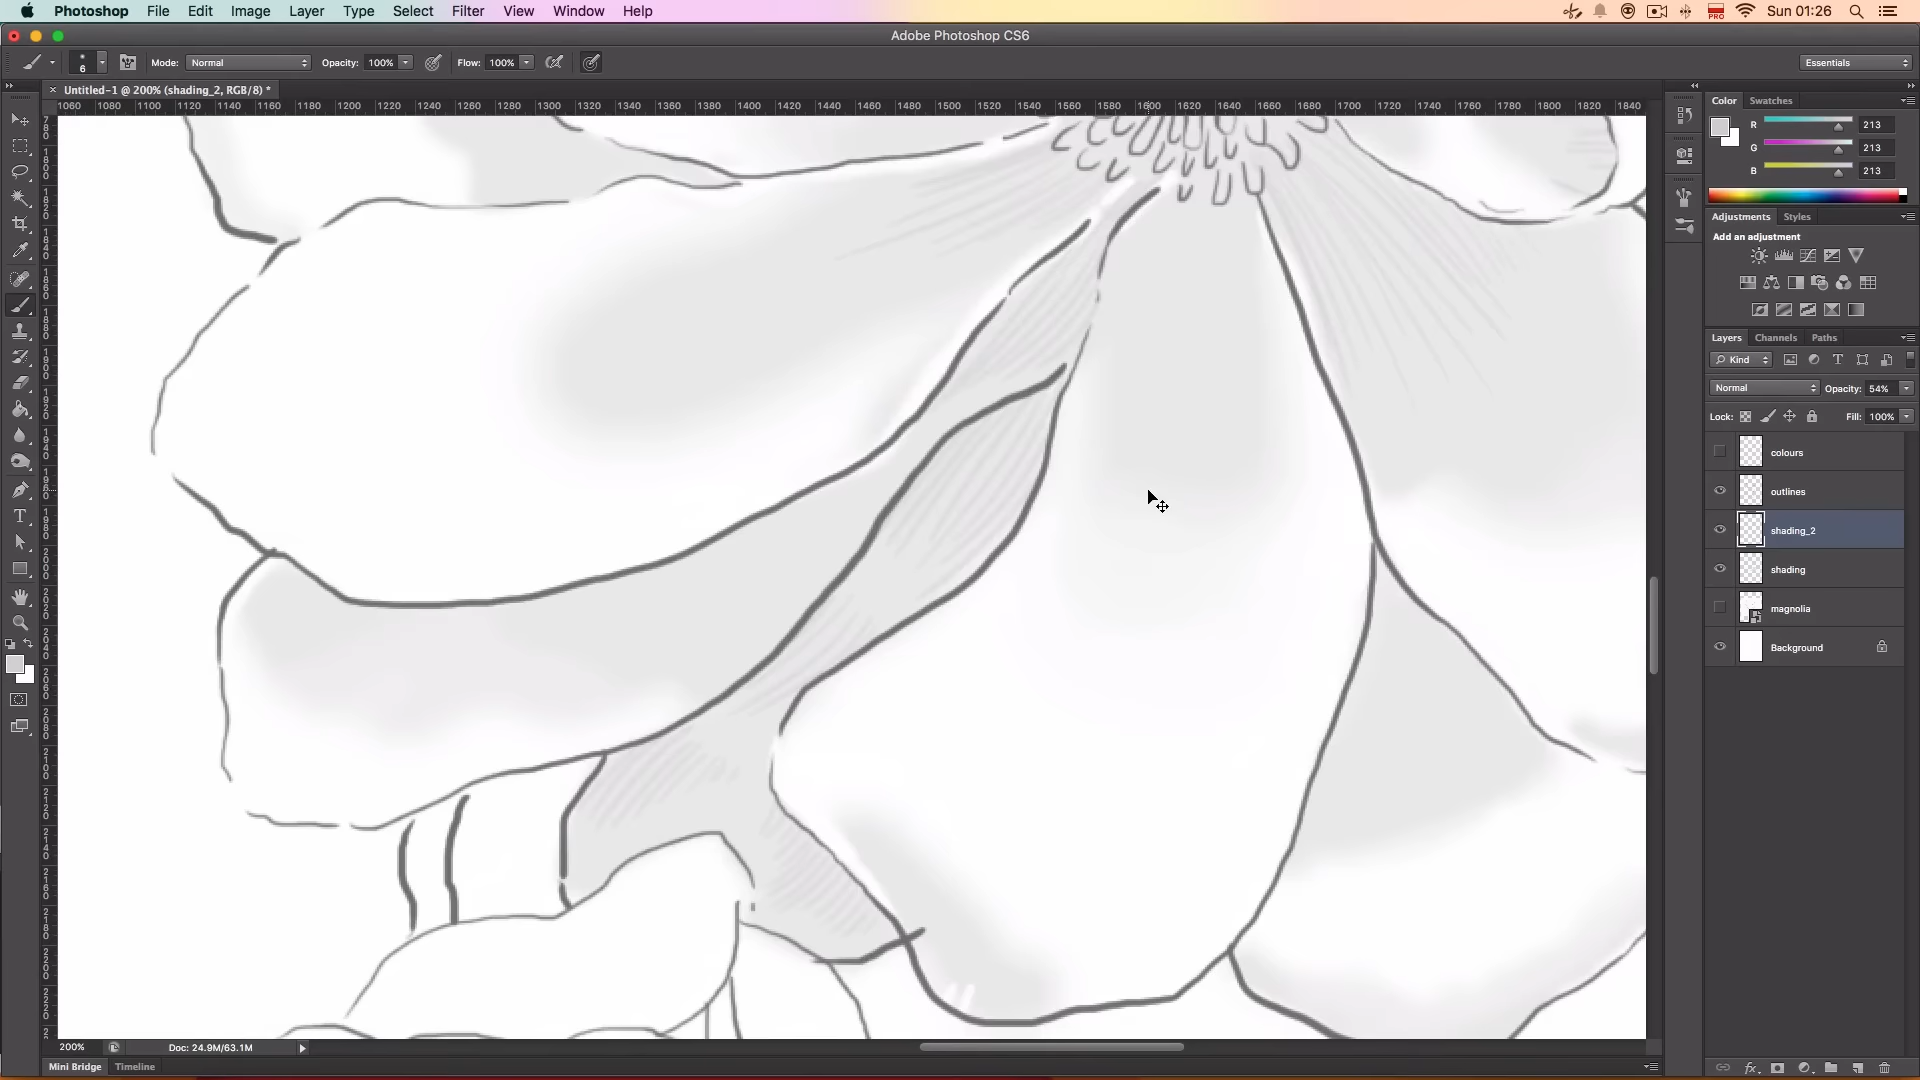 Photoshop File Edit Image Layer Type Select Filter View Window Help PRO Sun 01:26
Adobe Photoshop CS6
6 Mode: Normal Opacity: 100% Flow: 100% Essentials
Untitled-1 @ 200% (shading_2, RGB/8) *
1060 1080 1100 1120 1140 1160 1180 1200 1220 1240 1260 1280 1300 1320 1340 1360 1380 1400 1420 1440 1460 1480 1500 1520 1540 1560 1580 1600 1620 1640 1660 1680 1700 1720 1740 1760 1780 1800 1820 1840
Color Swatches
R 213
G 213
B 213
Adjustments Styles
Add an adjustment
Layers Channels Paths
Kind
Normal Opacity: 54%
Lock: Fill: 100%
colours
outlines
shading_2
shading
magnolia
Background
200% Doc: 24.9M/63.1M
Mini Bridge Timeline